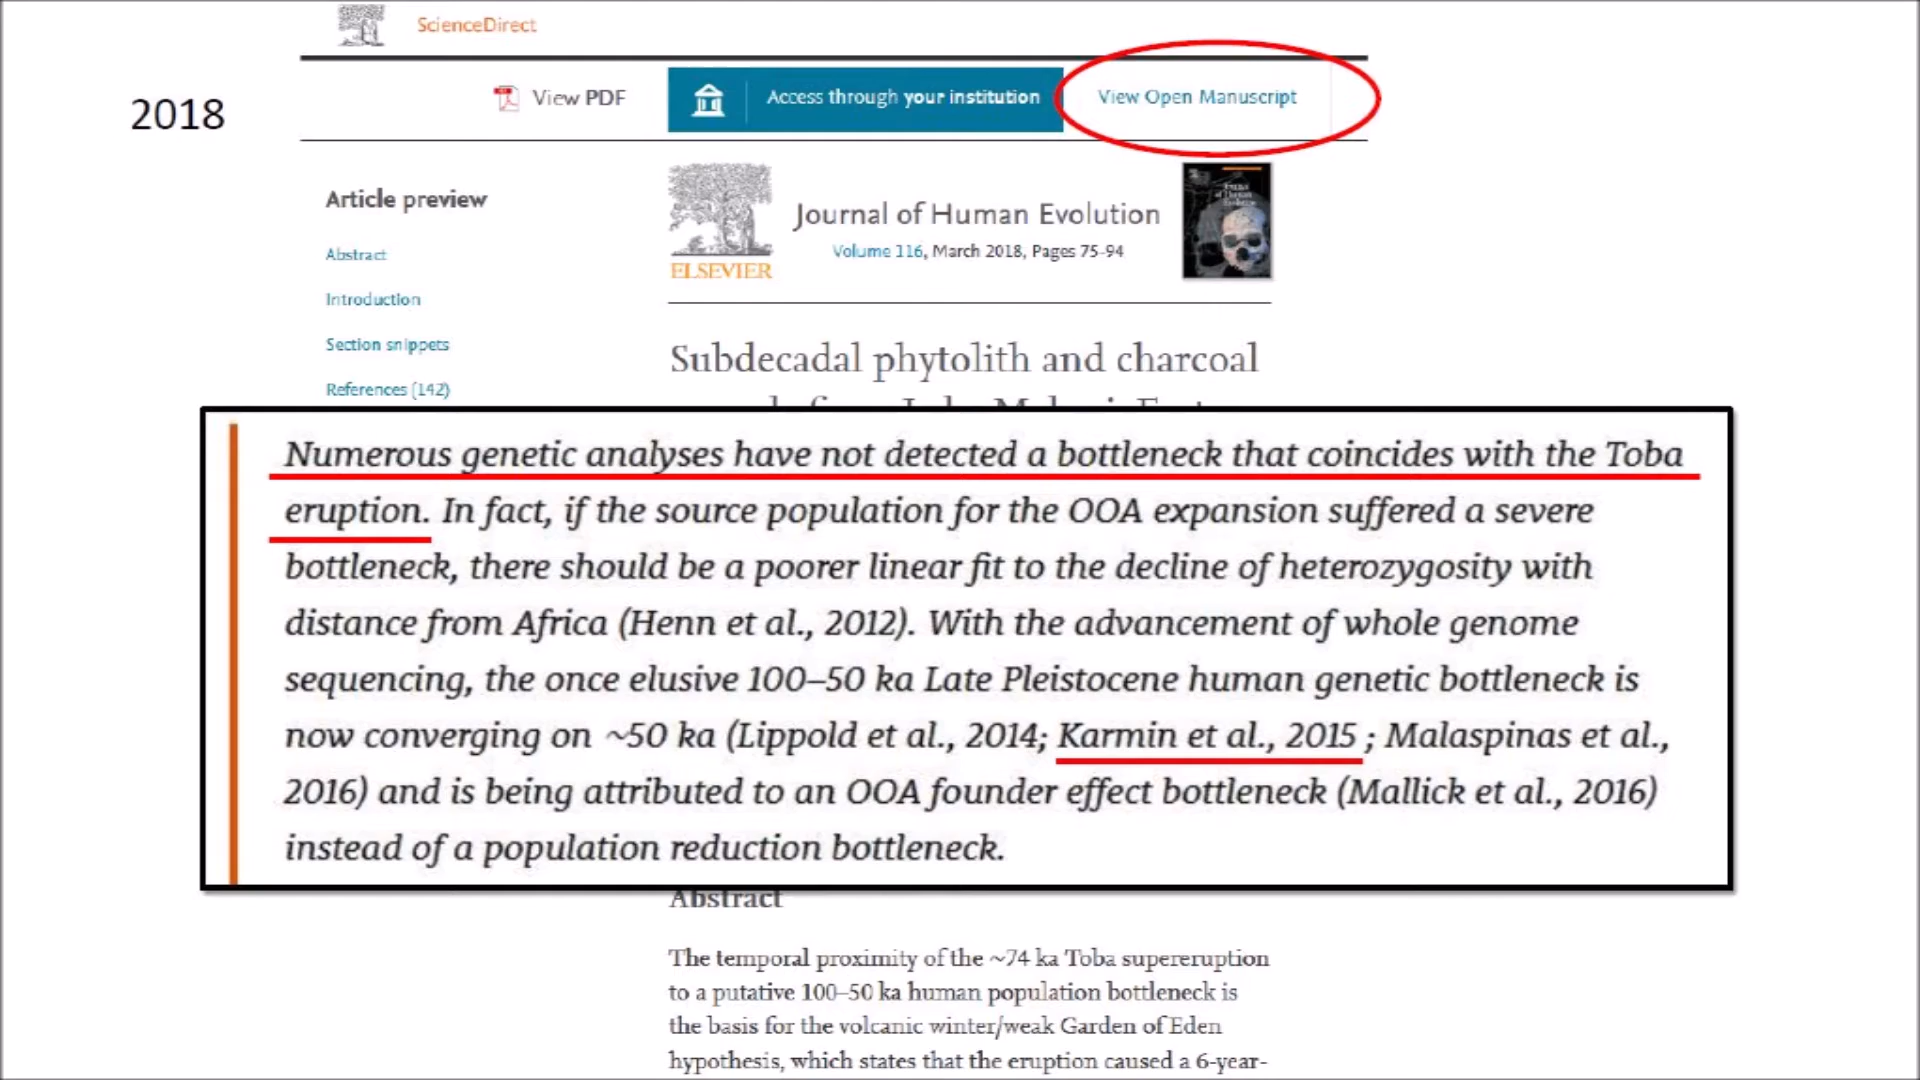 ScienceDirect
2018
View PDF
Access through your institution
View Open Manuscript
Article preview
Abstract
Introduction
Section snippets
References (142)
ELSEVIER
Journal of Human Evolution
Volume 116, March 2018, Pages 75-94
Subdecadal phytolith and charcoal
Numerous genetic analyses have not detected a bottleneck that coincides with the Toba
eruption. In fact, if the source population for the OOA expansion suffered a severe
bottleneck, there should be a poorer linear fit to the decline of heterozygosity with
distance from Africa (Henn et al., 2012). With the advancement of whole genome
sequencing, the once elusive 100–50 ka Late Pleistocene human genetic bottleneck is
now converging on ~50 ka (Lippold et al., 2014; Karmin et al., 2015 ; Malaspinas et al.,
2016) and is being attributed to an OOA founder effect bottleneck (Mallick et al., 2016)
instead of a population reduction bottleneck.
Abstract
The temporal proximity of the ~74 ka Toba supereruption
to a putative 100–50 ka human population bottleneck is
the basis for the volcanic winter/weak Garden of Eden
hypothesis, which states that the eruption caused a 6-year-